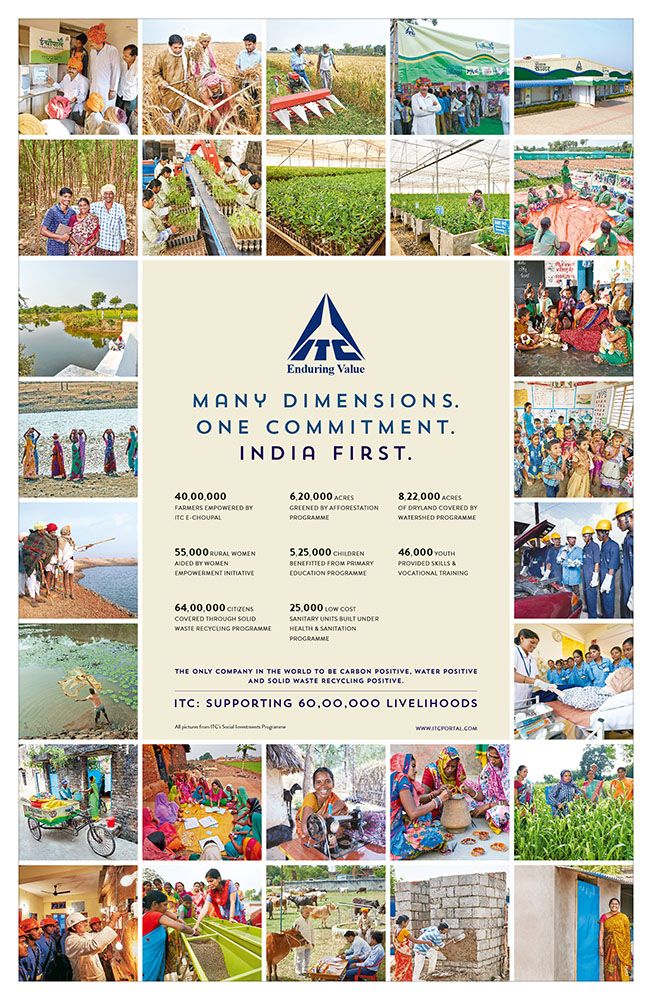 ITC
Enduring Value
MANY DIMENSIONS.
ONE COMMITMENT.
INDIA FIRST.
40,00,000
FARMERS EMPOWERED BY
ITC E-CHOUPAL
6,20,000 ACRES
GREENED BY AFFORESTATION
PROGRAMME
8,22,000 ACRES
OF DRYLAND COVERED BY
WATERSHED PROGRAMME
55,000 RURAL WOMEN
AIDED BY WOMEN
EMPOWERMENT INITIATIVE
5,25,000 CHILDREN
BENEFITTED FROM PRIMARY
EDUCATION PROGRAMME
46,000 YOUTH
PROVIDED SKILLS &
VOCATIONAL TRAINING
64,00,000 CITIZENS
COVERED THROUGH SOLID
WASTE RECYCLING PROGRAMME
25,000 LOW COST
SANITARY UNITS BUILT UNDER
HEALTH & SANITATION
PROGRAMME
THE ONLY COMPANY IN THE WORLD TO BE CARBON POSITIVE, WATER POSITIVE
AND SOLID WASTE RECYCLING POSITIVE.
ITC: SUPPORTING 60,00,000 LIVELIHOODS
All pictures from ITC's Social Investments Programme
WWW.ITCPORTAL.COM